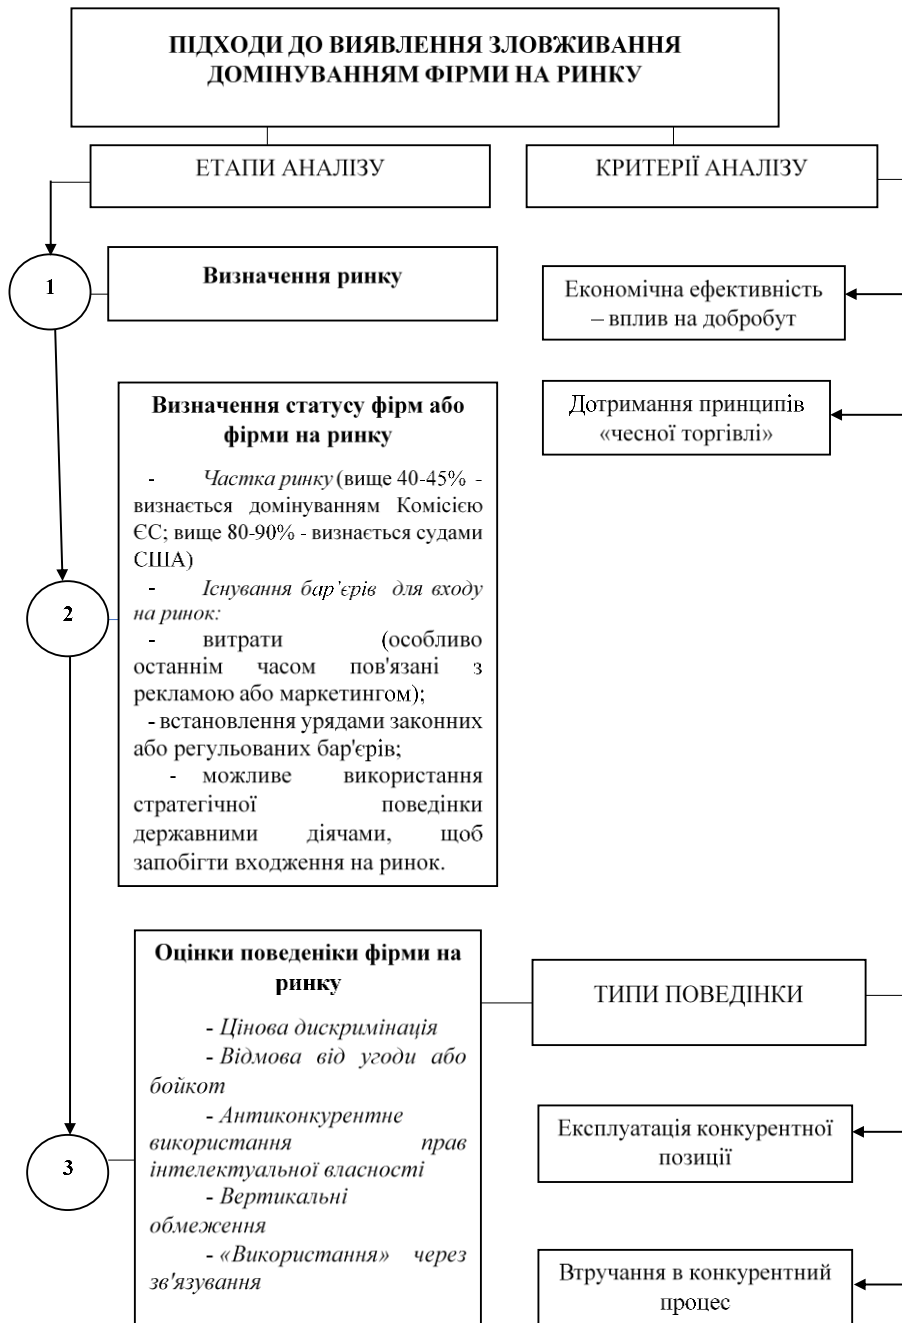 ПІДХОДИ ДО ВИЯВЛЕННЯ ЗЛОВЖИВАННЯ
ДОМІНУВАННЯМ ФІРМИ НА РИНКУ
ЕТАПИ АНАЛІЗУ
КРИТЕРІЇ АНАЛІЗУ
1
Визначення ринку
Економічна ефективність
– вплив на добробут
Дотримання принципів
«чесної торгівлі»
2
Визначення статусу фірм або
фірми на ринку
- Частка ринку (вище 40-45% -
визнається домінуванням Комісією
ЄС; вище 80-90% - визнається судами
США)
- Існування бар’єрів для входу
на ринок:
- витрати (особливо
останнім часом пов'язані з
рекламою або маркетингом);
- встановлення урядами законних
або регульованих бар'єрів;
- можливе використання
стратегічної поведінки
державними діячами, щоб
запобігти входження на ринок.
3
Оцінки поведеніки фірми на
ринку
- Цінова дискримінація
- Відмова від угоди або
бойкот
- Антиконкурентне
використання прав
інтелектуальної власності
- Вертикальні
обмеження
- «Використання» через
зв'язування
ТИПИ ПОВЕДІНКИ
Експлуатація конкурентної
позиції
Втручання в конкурентний
процес